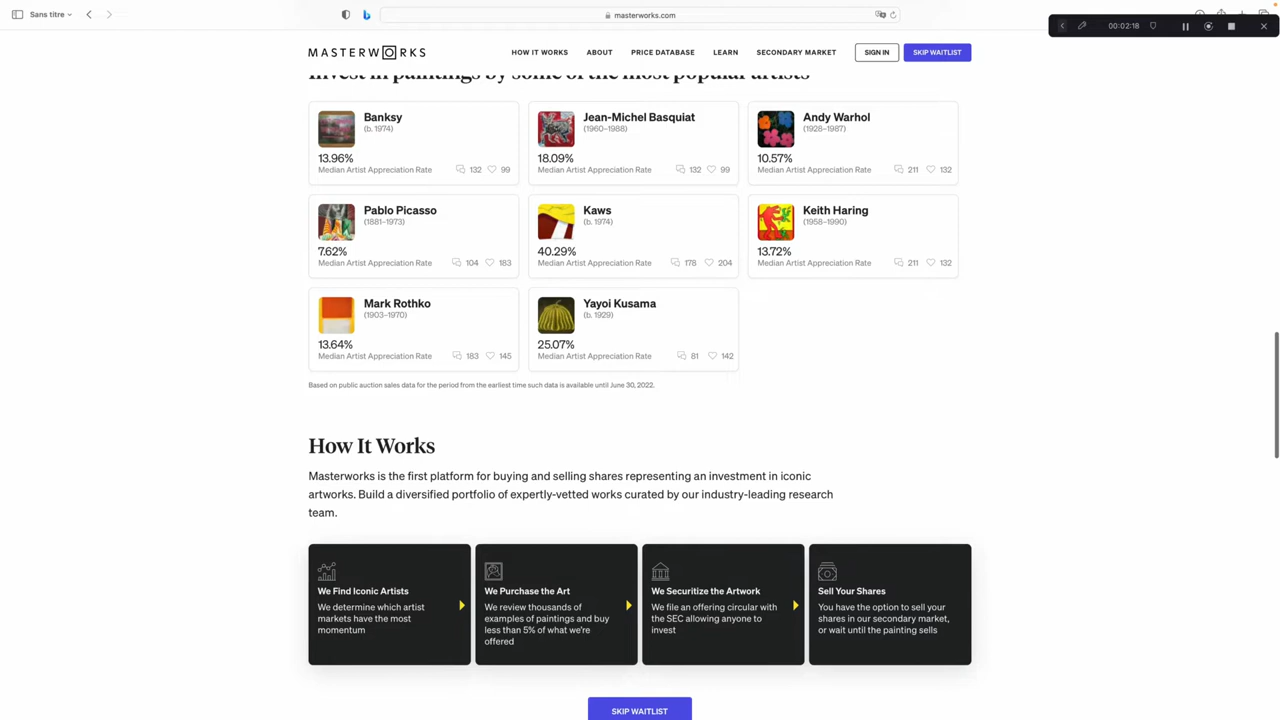 Sans titre
masterworks.com
00:02:18
MASTERWORKS
HOW IT WORKS
ABOUT
PRICE DATABASE
LEARN
SECONDARY MARKET
SIGN IN
SKIP WAITLIST
Invest in paintings by some of the most popular artists
Banksy
(b. 1974)
13.96%
Median Artist Appreciation Rate
132
99
Jean-Michel Basquiat
(1960–1988)
18.09%
Median Artist Appreciation Rate
132
99
Andy Warhol
(1928–1987)
10.57%
Median Artist Appreciation Rate
211
132
Pablo Picasso
(1881–1973)
7.62%
Median Artist Appreciation Rate
104
183
Kaws
(b. 1974)
40.29%
Median Artist Appreciation Rate
178
204
Keith Haring
(1958–1990)
13.72%
Median Artist Appreciation Rate
211
132
Mark Rothko
(1903–1970)
13.64%
Median Artist Appreciation Rate
183
145
Yayoi Kusama
(b. 1929)
25.07%
Median Artist Appreciation Rate
81
142
Based on public auction sales data for the period from the earliest time such data is available until June 30, 2022.
How It Works
Masterworks is the first platform for buying and selling shares representing an investment in iconic
artworks. Build a diversified portfolio of expertly-vetted works curated by our industry-leading research
team.
We Find Iconic Artists
We determine which artist
markets have the most
momentum
We Purchase the Art
We review thousands of
examples of paintings and buy
less than 5% of what we're
offered
We Securitize the Artwork
We file an offering circular with
the SEC allowing anyone to
invest
Sell Your Shares
You have the option to sell your
shares in our secondary market,
or wait until the painting sells
SKIP WAITLIST